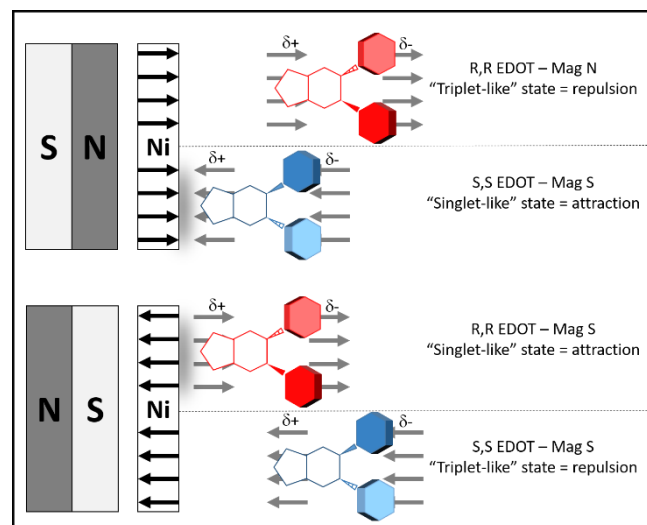 δ+ δ-
R,R EDOT – Mag N
"Triplet-like" state = repulsion
S N Ni
δ+ δ-
S,S EDOT – Mag S
"Singlet-like" state = attraction
δ+ δ-
R,R EDOT – Mag S
"Singlet-like" state = attraction
N S Ni
δ+ δ-
S,S EDOT – Mag S
"Triplet-like" state = repulsion